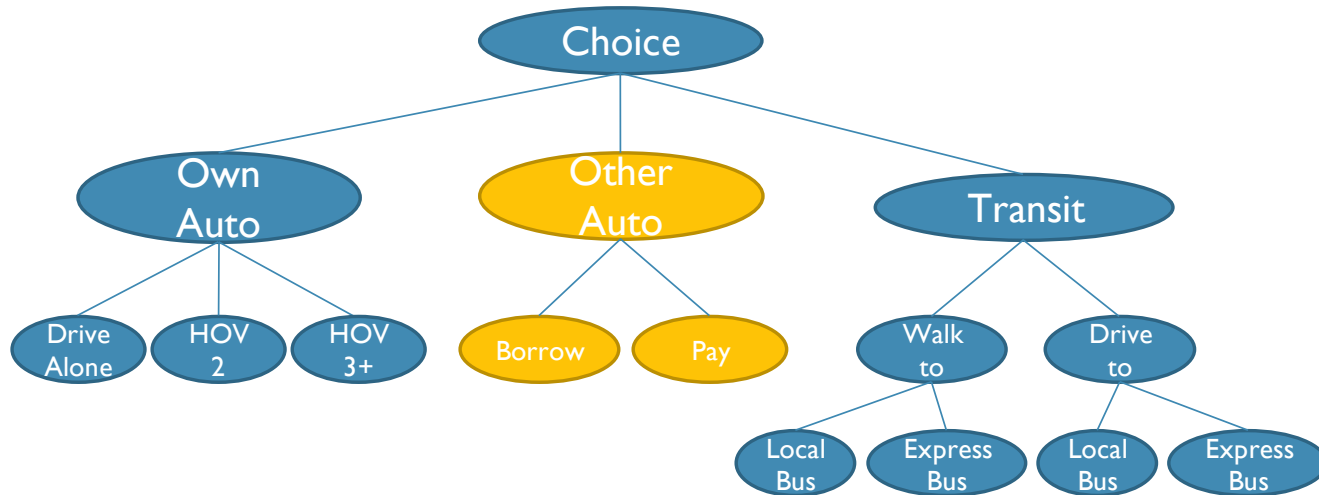 Choice
Own
Auto
Other
Auto
Transit
Drive
Alone
HOV
2
HOV
3+
Borrow
Pay
Walk
to
Drive
to
Local
Bus
Express
Bus
Local
Bus
Express
Bus